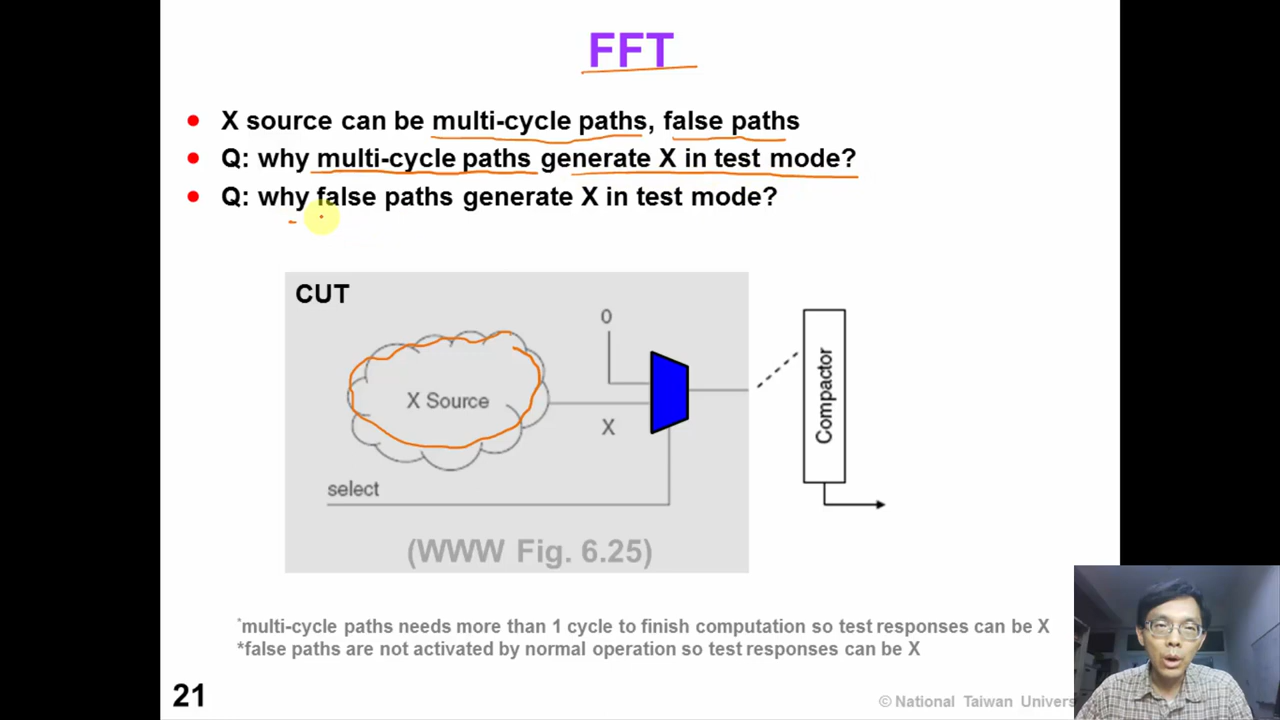 FFT
• X source can be multi-cycle paths, false paths
• Q: why multi-cycle paths generate X in test mode?
• Q: why false paths generate X in test mode?
CUT
0
X Source
X
Compactor
select
(WWW Fig. 6.25)
*multi-cycle paths needs more than 1 cycle to finish computation so test responses can be X
*false paths are not activated by normal operation so test responses can be X
21
© National Taiwan